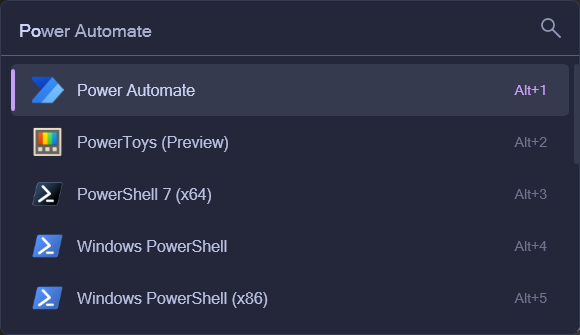 Power Automate
Power Automate Alt+1
PowerToys (Preview) Alt+2
PowerShell 7 (x64) Alt+3
Windows PowerShell Alt+4
Windows PowerShell (x86) Alt+5